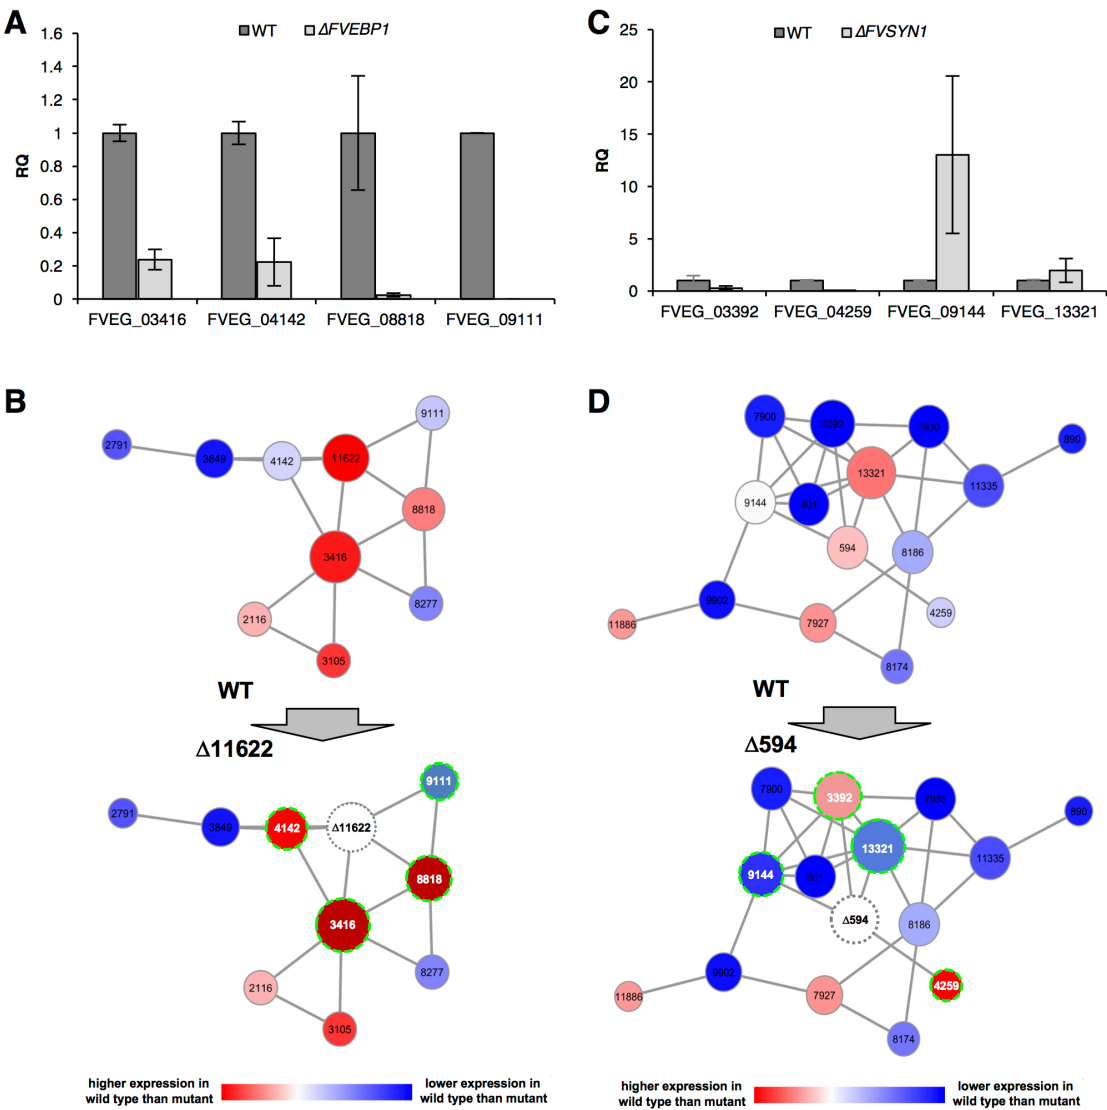 A
WT ΔFVEBP1
1.6
1.4
1.2
1
0.8
0.6
0.4
0.2
0
RQ
FVEG_03416 FVEG_04142 FVEG_08818 FVEG_09111
C
WT ΔFVSYN1
25
20
15
10
5
0
RQ
FVEG_03392 FVEG_04259 FVEG_09144 FVEG_13321
B
9111
2791
3849
4142
11622
8818
3416
8277
2116
3105
WT
Δ11622
9111
2791
3849
4142
Δ11622
8818
3416
8277
2116
3105
higher expression in
wild type than mutant
lower expression in
wild type than mutant
D
7900
3392
7930
890
13321
11335
9144
801
594
8186
9902
4259
11886
7927
8174
WT
Δ594
7900
3392
7930
890
13321
11335
9144
801
Δ594
8186
9902
4259
11886
7927
8174
higher expression in
wild type than mutant
lower expression in
wild type than mutant